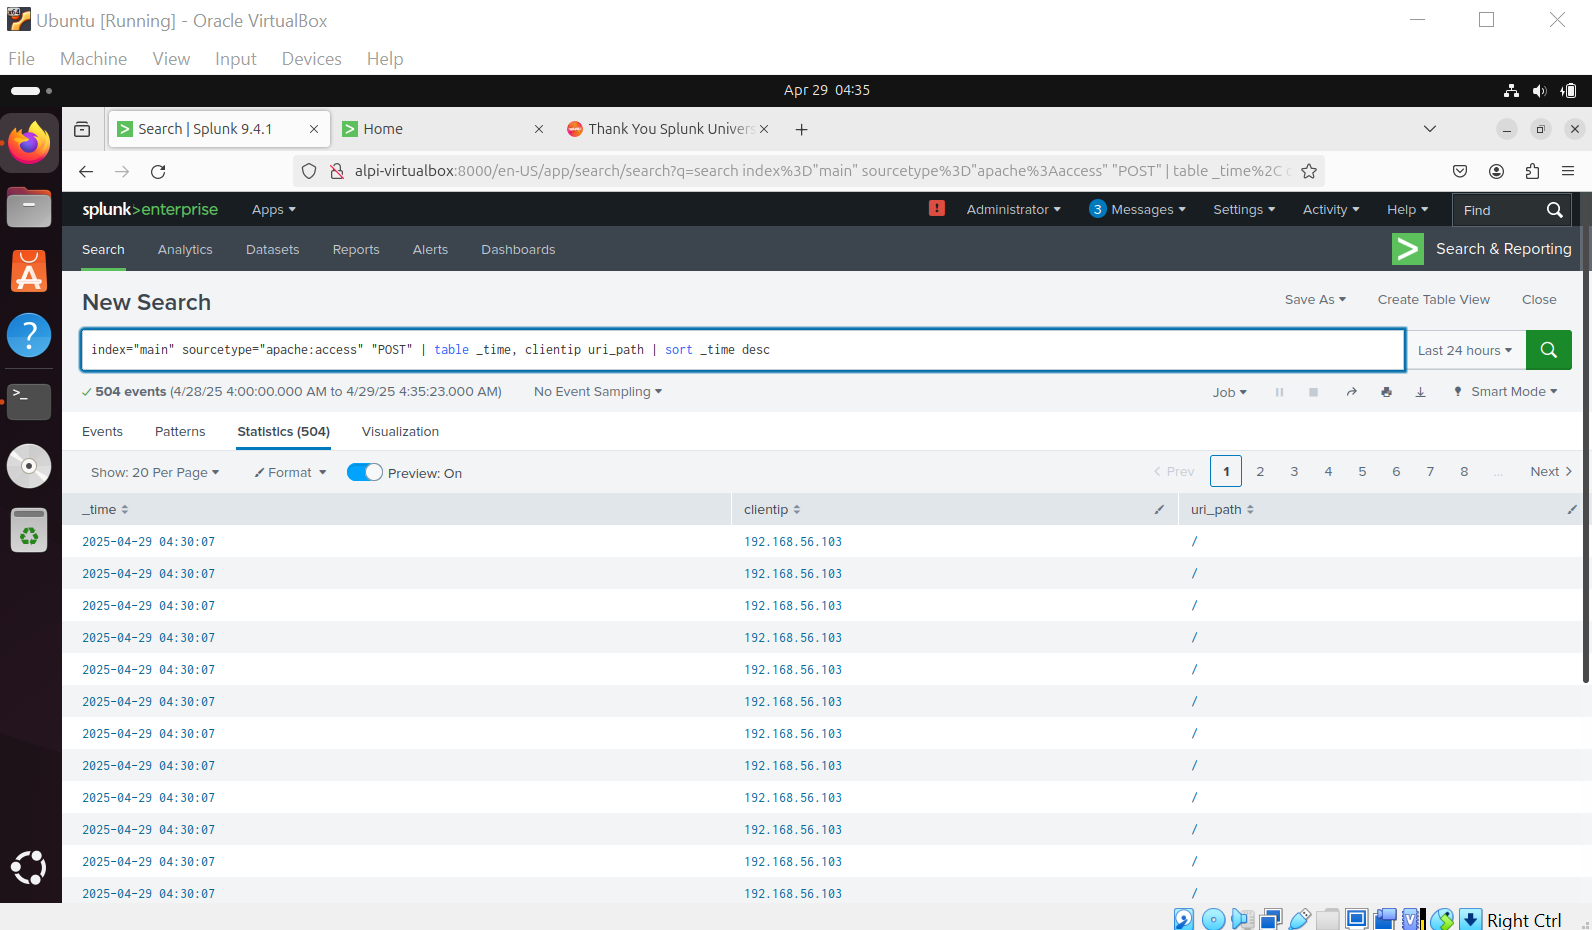 Ubuntu [Running] - Oracle VirtualBox
File Machine View Input Devices Help
Apr 29 04:35
Search | Splunk 9.4.1
Home
Thank You Splunk Univers
alpi-virtualbox:8000/en-US/app/search/search?q=search index%3D"main" sourcetype%3D"apache%3Aaccess" "POST" | table _time%2C c
splunk>enterprise Apps Administrator 3 Messages Settings Activity Help Find
Search Analytics Datasets Reports Alerts Dashboards Search & Reporting
New Search Save As Create Table View Close
index="main" sourcetype="apache:access" "POST" | table _time, clientip uri_path | sort _time desc Last 24 hours
504 events (4/28/25 4:00:00.000 AM to 4/29/25 4:35:23.000 AM) No Event Sampling Job Smart Mode
Events Patterns Statistics (504) Visualization
Show: 20 Per Page Format Preview: On < Prev 1 2 3 4 5 6 7 8 ... Next >
_time clientip uri_path
2025-04-29 04:30:07 192.168.56.103 /
2025-04-29 04:30:07 192.168.56.103 /
2025-04-29 04:30:07 192.168.56.103 /
2025-04-29 04:30:07 192.168.56.103 /
2025-04-29 04:30:07 192.168.56.103 /
2025-04-29 04:30:07 192.168.56.103 /
2025-04-29 04:30:07 192.168.56.103 /
2025-04-29 04:30:07 192.168.56.103 /
2025-04-29 04:30:07 192.168.56.103 /
2025-04-29 04:30:07 192.168.56.103 /
2025-04-29 04:30:07 192.168.56.103 /
2025-04-29 04:30:07 192.168.56.103 /
Right Ctrl